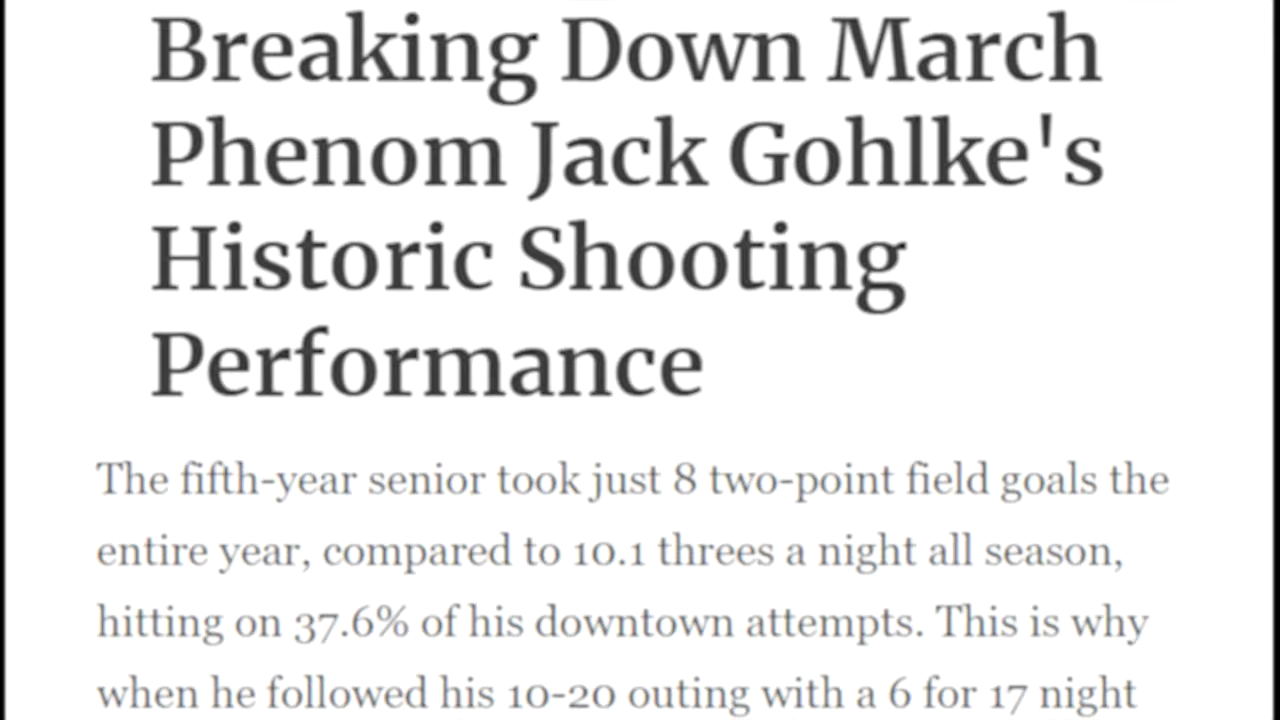 Breaking Down March
Phenom Jack Gohlke's
Historic Shooting
Performance
The fifth-year senior took just 8 two-point field goals the
entire year, compared to 10.1 threes a night all season,
hitting on 37.6% of his downtown attempts. This is why
when he followed his 10-20 outing with a 6 for 17 night